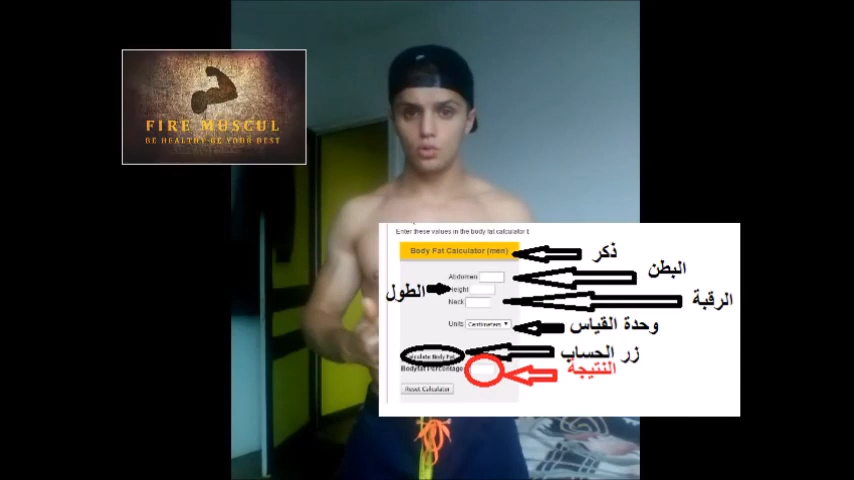 FIRE MUSCUL
BE HEALTHY BE YOUR BEST
Enter these values in the body fat calculator t
Body Fat Calculator (men)
ذكر
Abdomen
البطن
Height
الطول
Neck
الرقبة
Units Centimeters
وحدة القياس
Calculate Body Fat
زر الحساب
Bodyfat Percentage
النتيجة
Reset Calculator